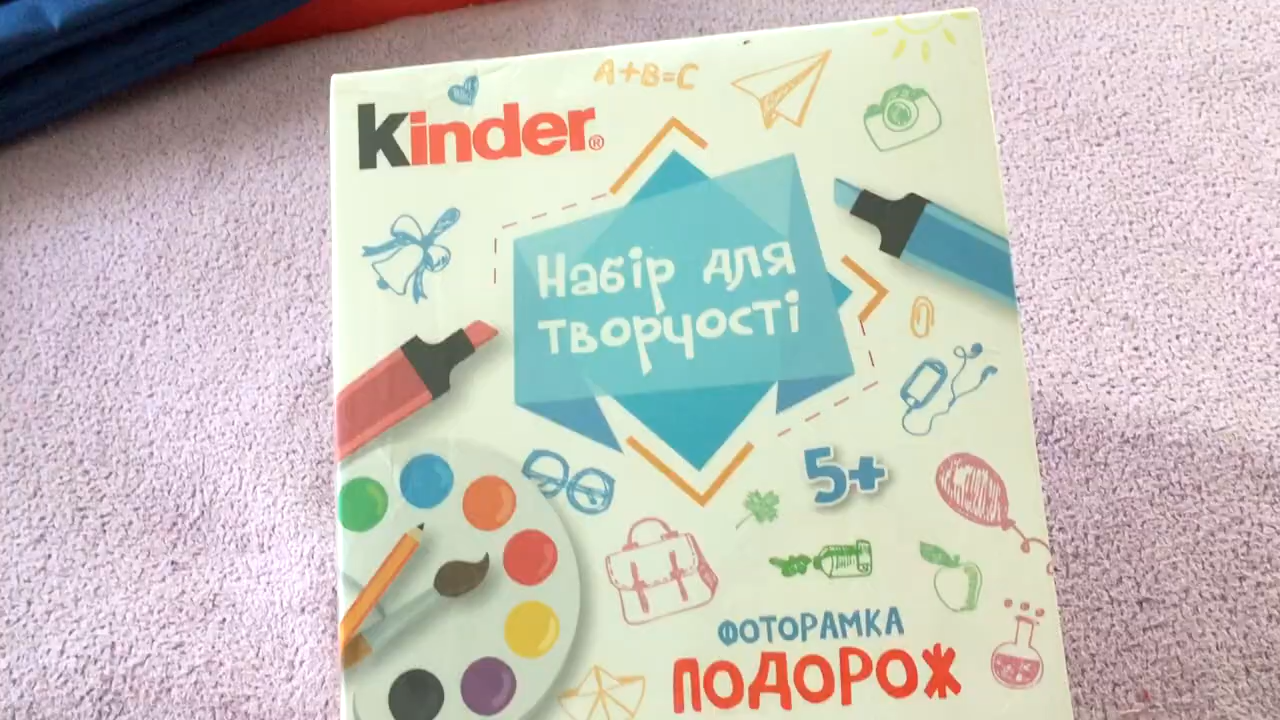 A+B=C
kinder®
Набір для
творчості
5+
ФОТОРАМКА
ПОДОРОЖ